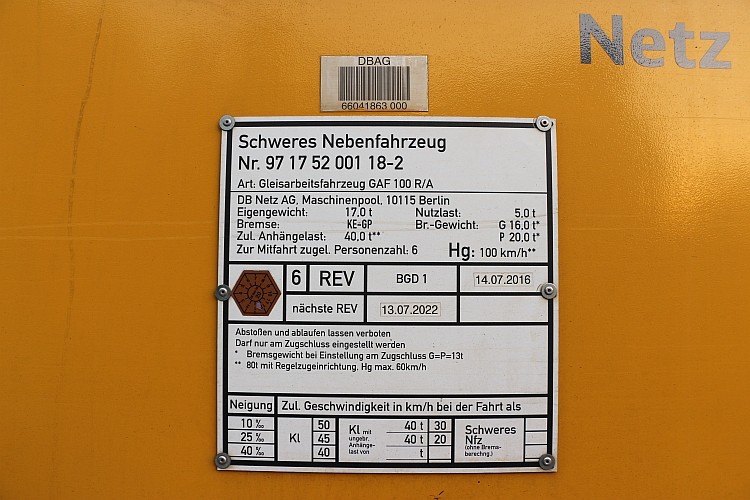 Netz
DBAG
66041863 000
Schweres Nebenfahrzeug
Nr. 97 17 52 001 18-2
Art: Gleisarbeitsfahrzeug GAF 100 R/A
DB Netz AG, Maschinenpool, 10115 Berlin
Eigengewicht: 17,0 t Nutzlast: 5,0 t
Bremse: KE-GP Br.-Gewicht: G 16,0 t*
Zul. Anhängelast: 40,0 t** P 20,0 t*
Zur Mitfahrt zugel. Personenzahl: 6 Hg: 100 km/h**
6 REV BGD 1 14.07.2016
nächste REV 13.07.2022
Abstoßen und ablaufen lassen verboten
Darf nur am Zugschluss eingestellt werden
* Bremsgewicht bei Einstellung am Zugschluss G=P=13t
** 80t mit Regelzugeinrichtung. Hg max. 60km/h
Neigung Zul. Geschwindigkeit in km/h bei der Fahrt als
10 ‰ 50 40 t 30
25 ‰ Kl 45 Kl mit ungebr. Anhänge- last von 40 t 20 Schweres Nfz (ohne Brems- berechng.)
40 ‰ 40 t